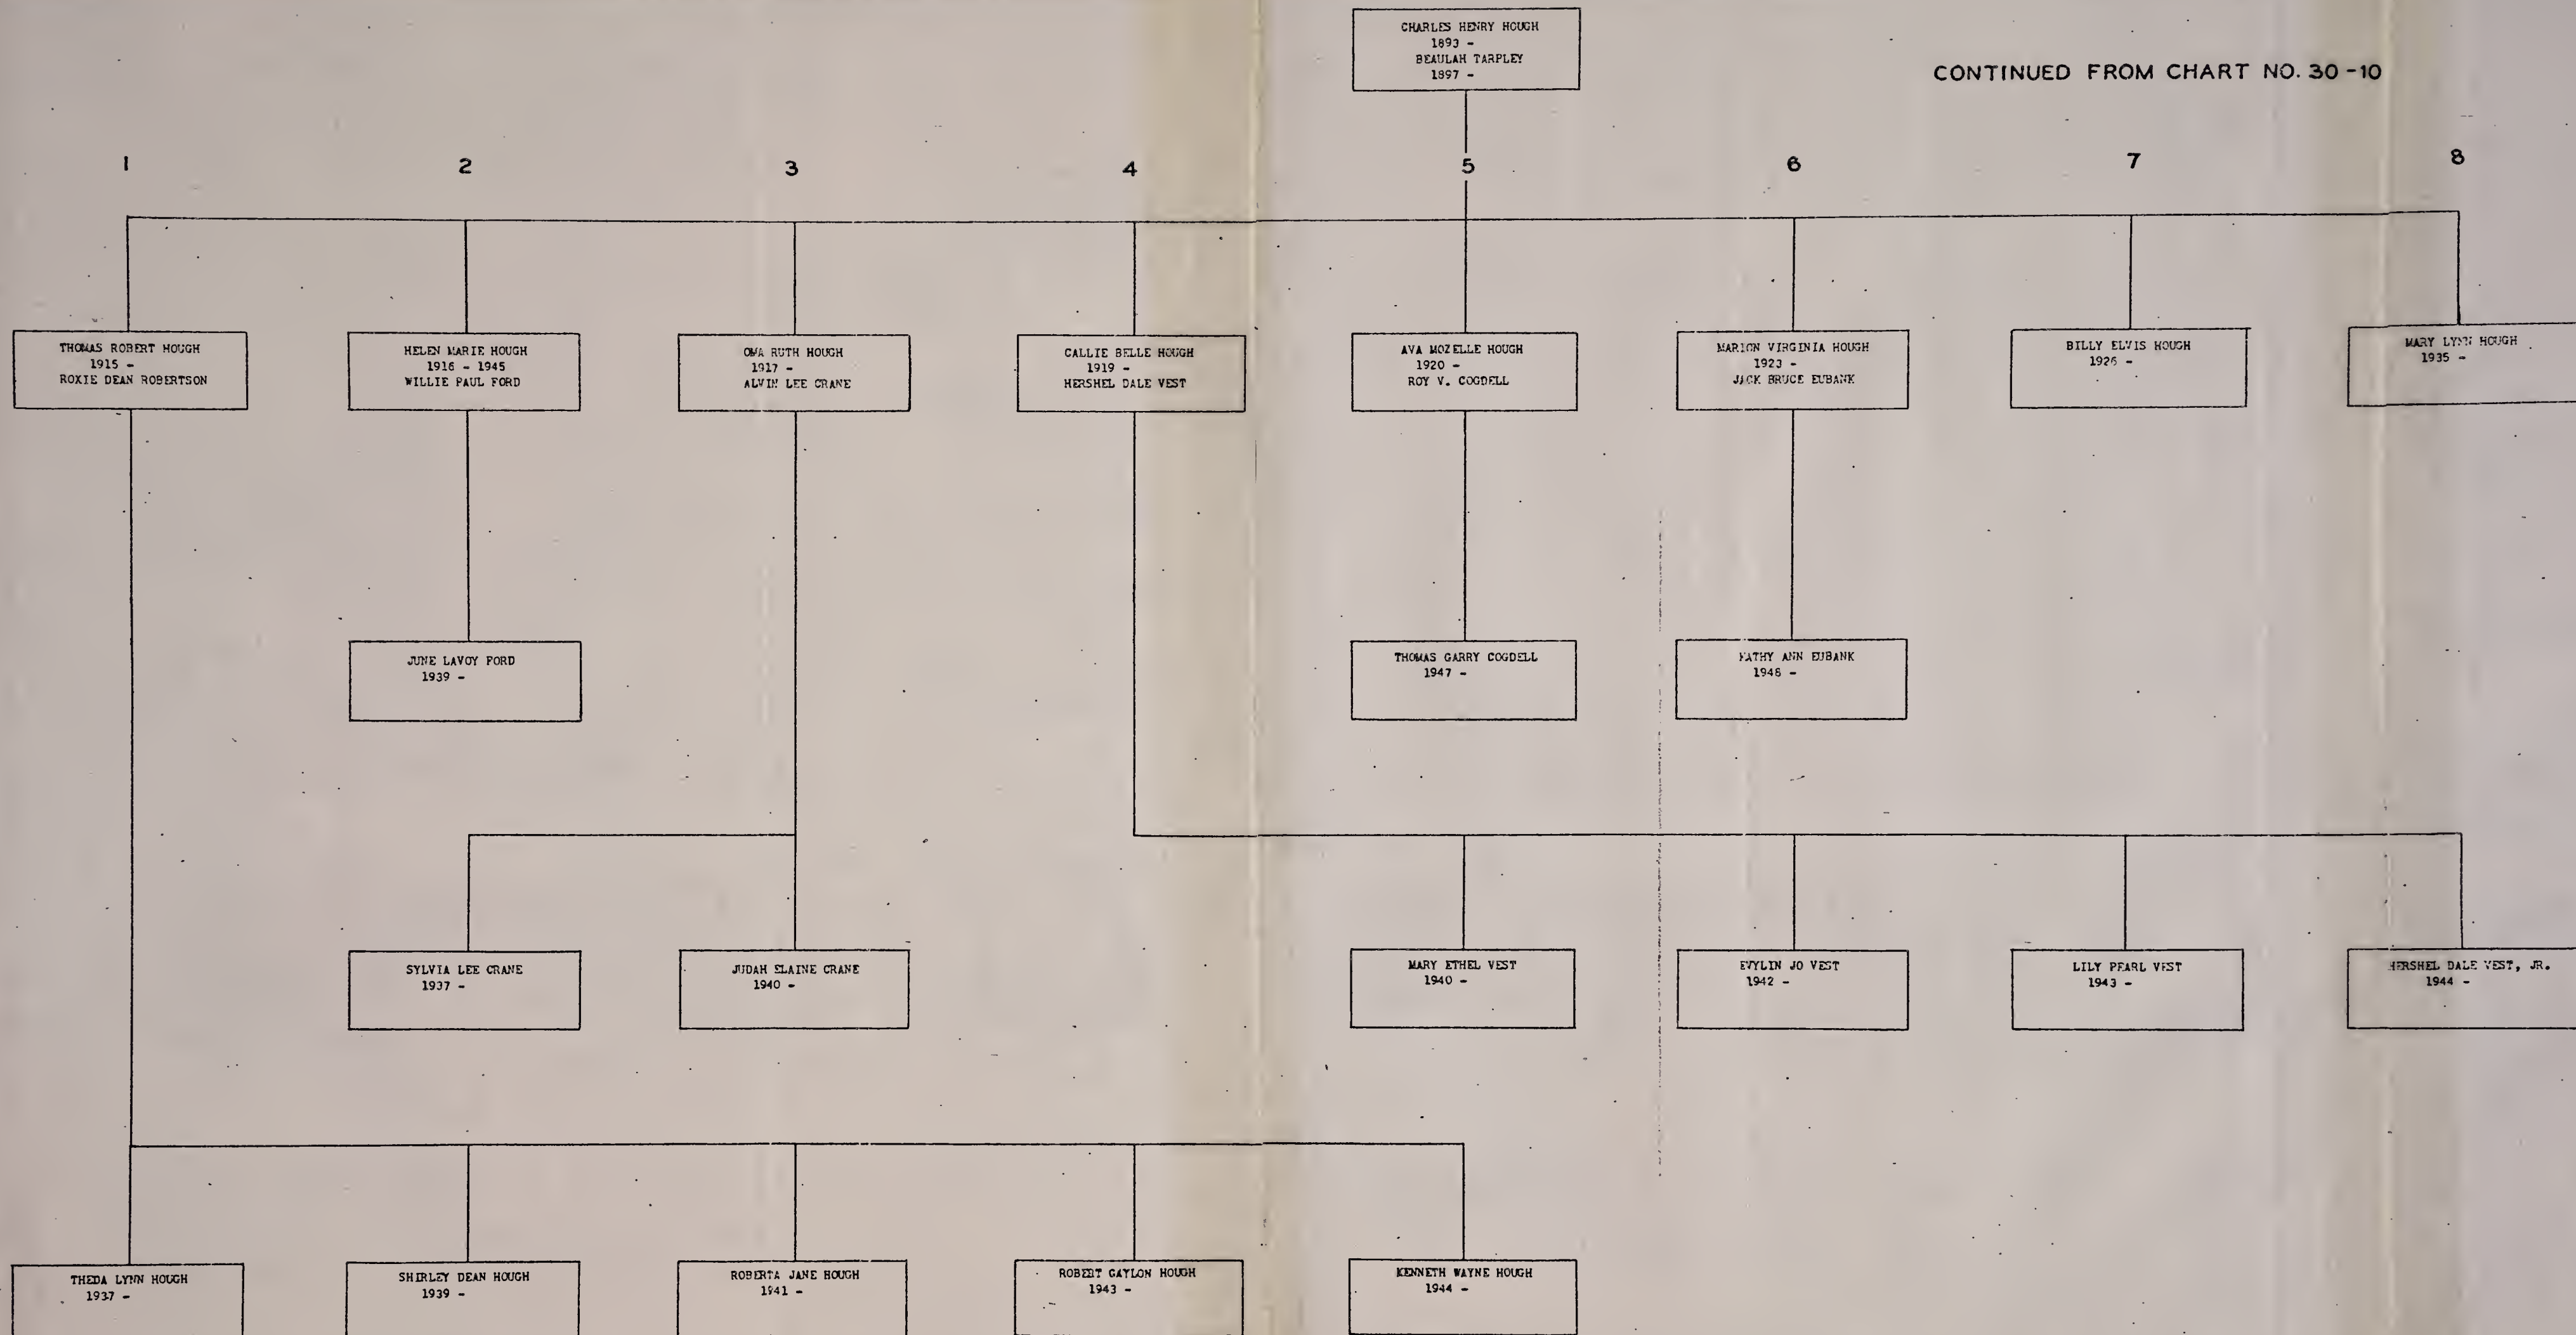 CHARLES HENRY HOUGH
1893 -
BEAULAH TARPLEY
1897 -
CONTINUED FROM CHART NO. 30-10
1
2
3
4
5
6
7
8
THOMAS ROBERT HOUGH
1915 -
ROXIE DEAN ROBERTSON
HELEN MARIE HOUGH
1916 - 1945
WILLIE PAUL FORD
OMA RUTH HOUGH
1917 -
ALVIN LEE CRANE
CALLIE BELLE HOUGH
1919 -
HERSHEL DALE VEST
AVA MOZELLE HOUGH
1920 -
ROY V. COGDELL
MARION VIRGINIA HOUGH
1923 -
JACK BRUCE EUBANK
BILLY ELVIS HOUGH
1926 -
MARY LYNN HOUGH
1935 -
JUNE LAVOY FORD
1939 -
THOMAS GARRY COGDELL
1947 -
KATHY ANN EUBANK
SYLVIA LEE CRANE
1937 -
JUDAH ELAINE CRANE
1940 -
MARY ETHEL VEST
1940 -
EVYLIN JO VEST
1942 -
LILY PEARL VEST
1943 -
HERSHEL DALE VEST, JR.
1944 -
THEDA LYNN HOUGH
1937 -
SHIRLEY DEAN HOUGH
1939 -
ROBERTA JANE HOUGH
1941 -
ROBERT GAYLON HOUGH
1943 -
KENNETH WAYNE HOUGH
1944 -